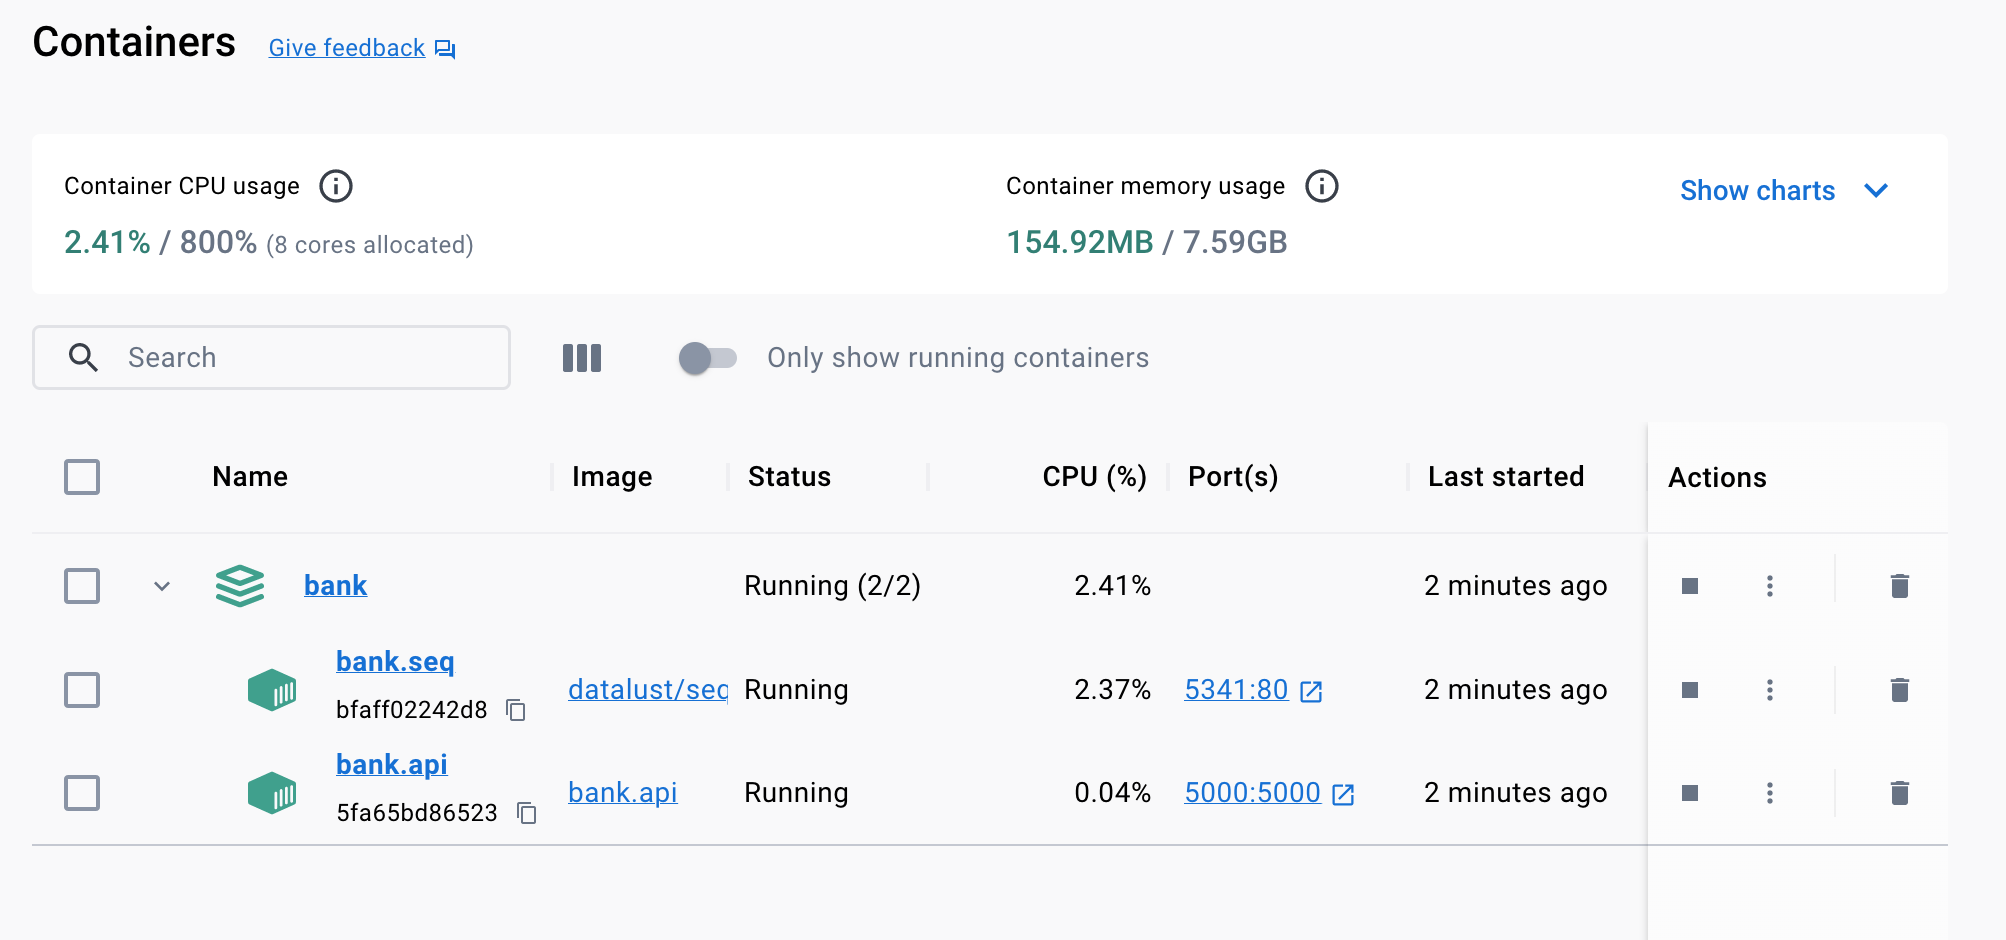 Containers Give feedback
Container CPU usage
2.41% / 800% (8 cores allocated)
Container memory usage
154.92MB / 7.59GB
Show charts
Search
Only show running containers
Name Image Status CPU (%) Port(s) Last started Actions
bank Running (2/2) 2.41% 2 minutes ago
bank.seq
bfaff02242d8
datalust/seq Running 2.37% 5341:80 2 minutes ago
bank.api
5fa65bd86523
bank.api Running 0.04% 5000:5000 2 minutes ago